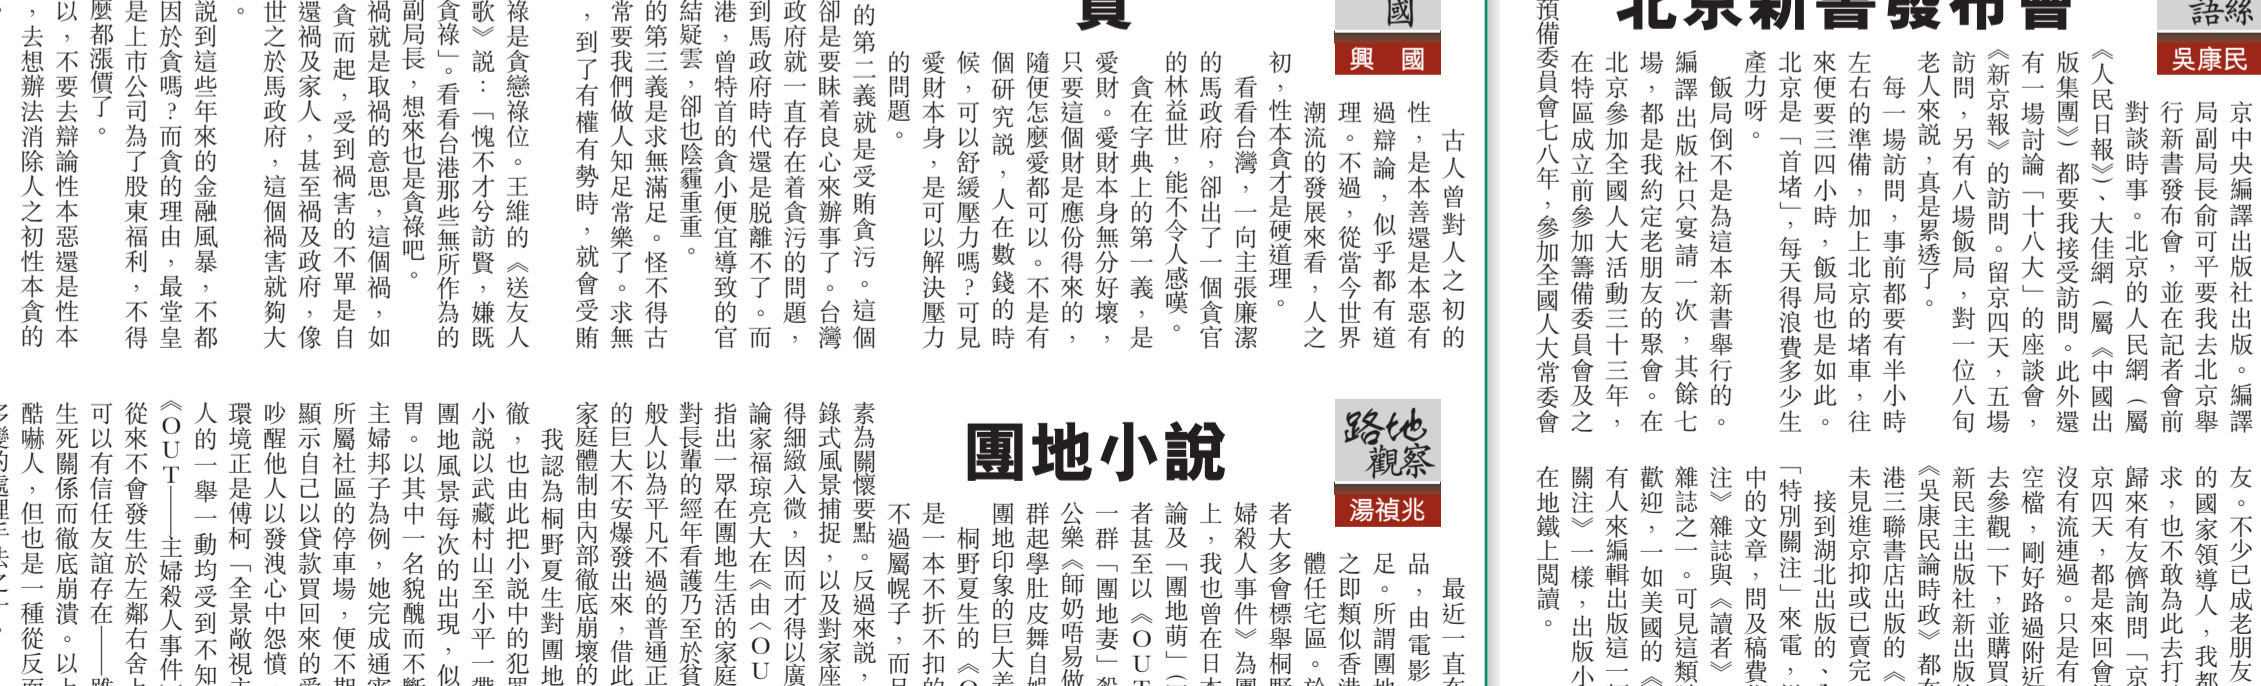 北京新書發布會
語絲
吳康民
京中央編譯出版社出版。編譯
局副局長俞可平要我去北京舉
行新書發布會，並在記者會前
對談時事。北京的人民網（屬
《人民日報》）、大佳網（屬《中國出
版集團》）都要我接受訪問。此外還
有一場討論「十八大」的座談會，
《新京報》的訪問。留京四天，五場
訪問，另有八場飯局，對一位八旬
老人來説，真是累透了。
每一場訪問，事前都要有半小時
左右的準備，加上北京的堵車，往
來便要三四小時，飯局也是如此。
北京是「首堵」，每天得浪費多少生
產力呀。
飯局倒不是為這本新書舉行的。
編譯出版社只宴請一次，其餘七
場，都是我約定老朋友的聚會。在
北京參加全國人大活動三十三年，
在特區成立前參加籌備委員會及之
預備委員會七八年，參加全國人大常委會
友。不少已成老朋友
的國家領導人，我都
求，也不敢為此去打
歸來有友儕詢問「京
京四天，都是來回會
沒有流連過。只是有
空檔，剛好路過附近
去參觀一下，並購買
新民主出版社新出版
《吳康民論時政》都在
港三聯書店出版的《
未見進京抑或已賣完
接到湖北出版的、
「特別關注」來電，
中的文章，問及稿費
注》雜誌與《讀者》
雜誌之一。可見這類
歡迎，一如美國的《
有人來編輯出版這一
關注》一樣，出版小
在地鐵上閲讀。
貪
國
興國
古人曾對人之初的
性，是本善還是本惡有
過辯論，似乎都有道
理。不過，從當今世界
潮流的發展來看，人之
初，性本貪才是硬道理。
看看台灣，一向主張廉潔
的馬政府，卻出了一個貪官
的林益世，能不令人感嘆。
貪在字典上的第一義，是
愛財。愛財本身無分好壞，
只要這個財是應份得來的，
隨便怎麼愛都可以。不是有
個研究説，人在數錢的時
候，可以舒緩壓力嗎？可見
愛財本身，是可以解決壓力
的問題。
的第二義就是受賄貪污。這個
卻是要昧着良心來辦事了。台灣
政府就一直存在着貪污的問題，
到馬政府時代還是脱離不了。而
港，曾特首的貪小便宜導致的官
結疑雲，卻也陰霾重重。
的第三義是求無滿足。怪不得古
常要我們做人知足常樂了。求無
，到了有權有勢時，就會受賄
祿是貪戀祿位。王維的《送友人
歌》説：「愧不才兮訪賢，嫌既
貪祿」。看看台港那些無所作為的
副局長，想來也是貪祿吧。
禍就是取禍的意思，這個禍，如
貪而起，受到禍害的不單是自
還禍及家人，甚至禍及政府，像
世之於馬政府，這個禍害就夠大
。
説到這些年來的金融風暴，不都
因於貪嗎？而貪的理由，最堂皇
是上市公司為了股東福利，不得
麼都漲價了。
以，不要去辯論性本惡還是性本
，去想辦法消除人之初性本貪的
團地小說
路地觀察
湯禎兆
最近一直在
品，由電影
足。所謂團地
之即類似香港
體任宅區。於
者大多會標舉桐野
婦殺人事件》為團
上，我也曾在日本
論及「團地萌」（
者甚至以《OUT
一群「團地妻」殺
公樂《師奶唔易做
群起學肚皮舞自娛
團地印象的巨大差
桐野夏生的《O
是一本不折不扣的
不過屬幌子，而
素為關懷要點。反過來説，
錄式風景捕捉，以及對家座
得細緻入微，因而才得以廣
論家福琼亮大在《由〈OU
指出一眾在團地生活的家庭
對長輩的經年看護乃至於貧
般人以為平凡不過的普通正
的巨大不安爆發出來，借此
家庭體制由內部徹底崩壞的
我認為桐野夏生對團地
徹，也由此把小説中的犯罪
小説以武藏村山至小平一帶
團地風景每次的出現，似
胃。以其中一名貌醜而不斷
主婦邦子為例，她完成通宵
所屬社區的停車場，便不期
顯示自己以貸款買回來的愛
吵醒他人以發洩心中怨憤
環境正是傅柯「全景敞視主
人的一舉一動均受到不知
《OUT——主婦殺人事件》
從來不會發生於左鄰右舍上
可以有信任友誼存在——
生死關係而徹底崩潰。以上
酷嚇人，但也是一種從反面